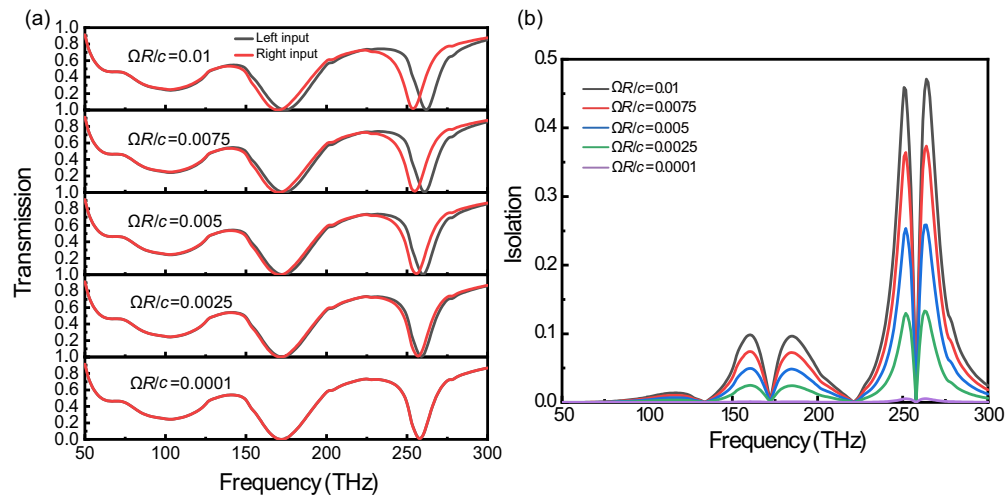 (a)
1.0
0.8
0.6
0.4
0.2
1.0
0.8
0.6
0.4
0.2
1.0
0.8
0.6
0.4
0.2
1.0
0.8
0.6
0.4
0.2
1.0
0.8
0.6
0.4
0.2
0.0
Transmission
Left input
Right input
ΩR/c=0.01
ΩR/c=0.0075
ΩR/c=0.005
ΩR/c=0.0025
ΩR/c=0.0001
50 100 150 200 250 300
Frequency (THz)
(b)
0.5
0.4
0.3
0.2
0.1
0.0
Isolation
ΩR/c=0.01
ΩR/c=0.0075
ΩR/c=0.005
ΩR/c=0.0025
ΩR/c=0.0001
50 100 150 200 250 300
Frequency (THz)